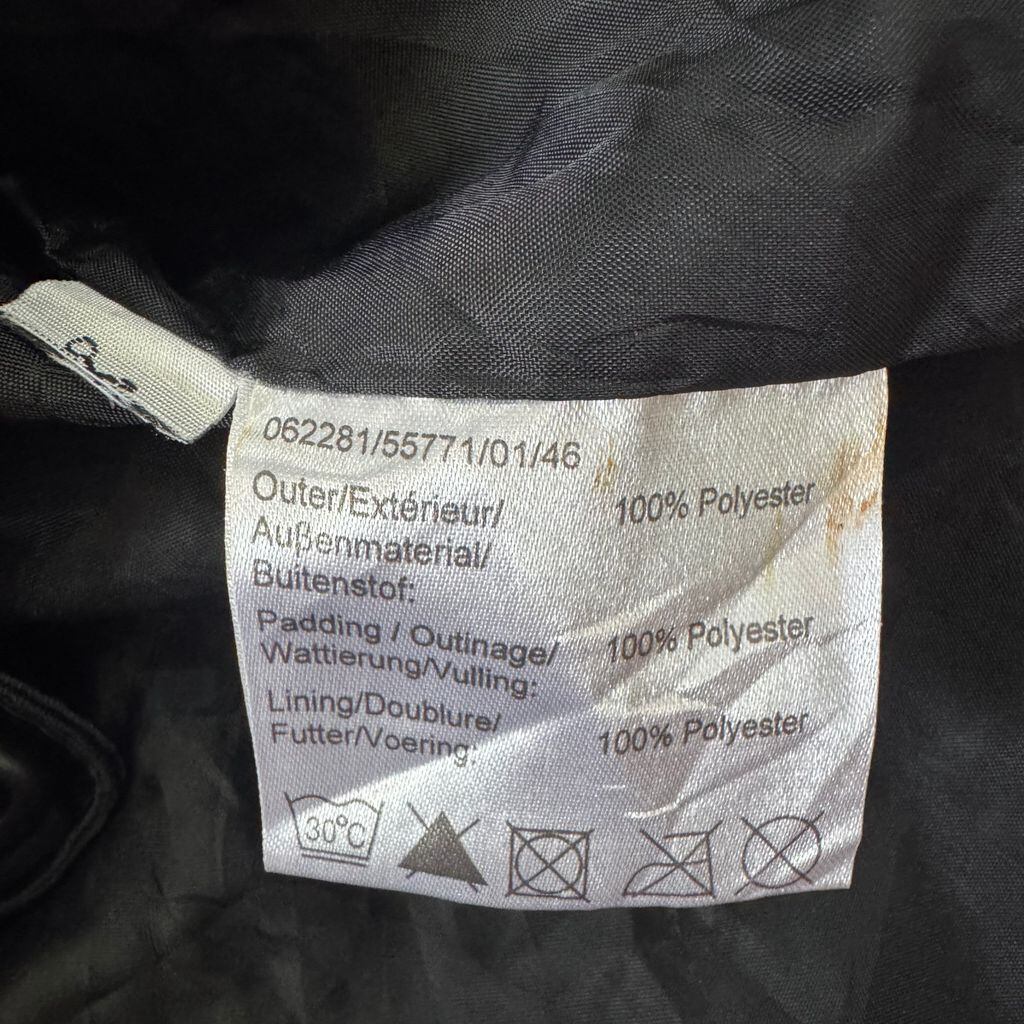 062281/55771/01/46
Outer/Extérieur/ 100% Polyester
Außenmaterial/
Buitenstof:
Padding / Outinage/ 100% Polyester
Wattierung/Vulling:
Lining/Doublure/ 100% Polyester
Futter/Voering:
30°C